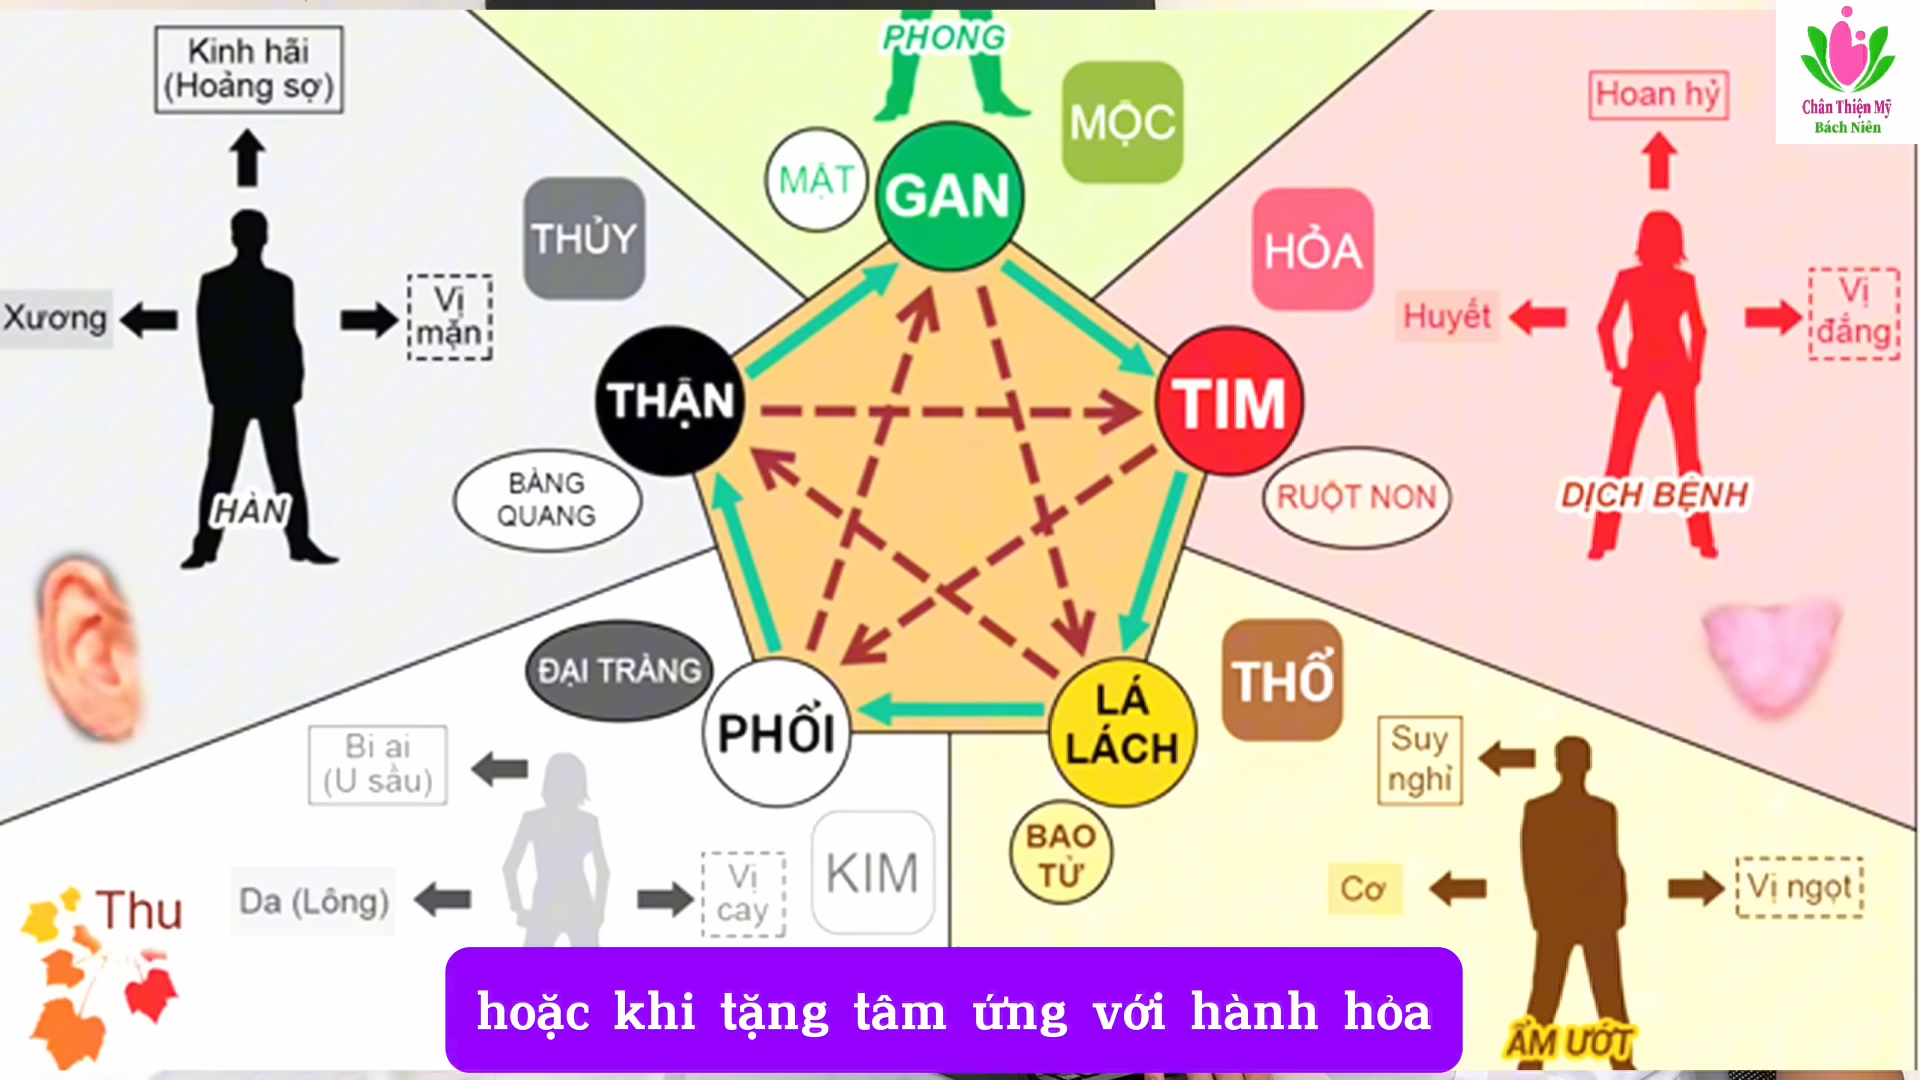 PHONG
Kinh hãi
(Hoảng sợ)
MỘC
Hoan hỷ
Chân Thiện Mỹ
Bách Niên
MẬT
GAN
THỦY
HỎA
Xương
Vị
mặn
Huyết
Vị
đắng
THẬN
TIM
BÀNG
QUANG
RUỘT NON
HÀN
DỊCH BỆNH
ĐẠI TRÀNG
PHỔI
LÁ
LÁCH
THỔ
Bi ai
(U sầu)
Suy
nghĩ
BAO
TỬ
KIM
Vị
cay
Da (Lông)
Thu
Cơ
Vị ngọt
hoặc khi tặng tâm ứng với hành hỏa
ẨM ƯỚT